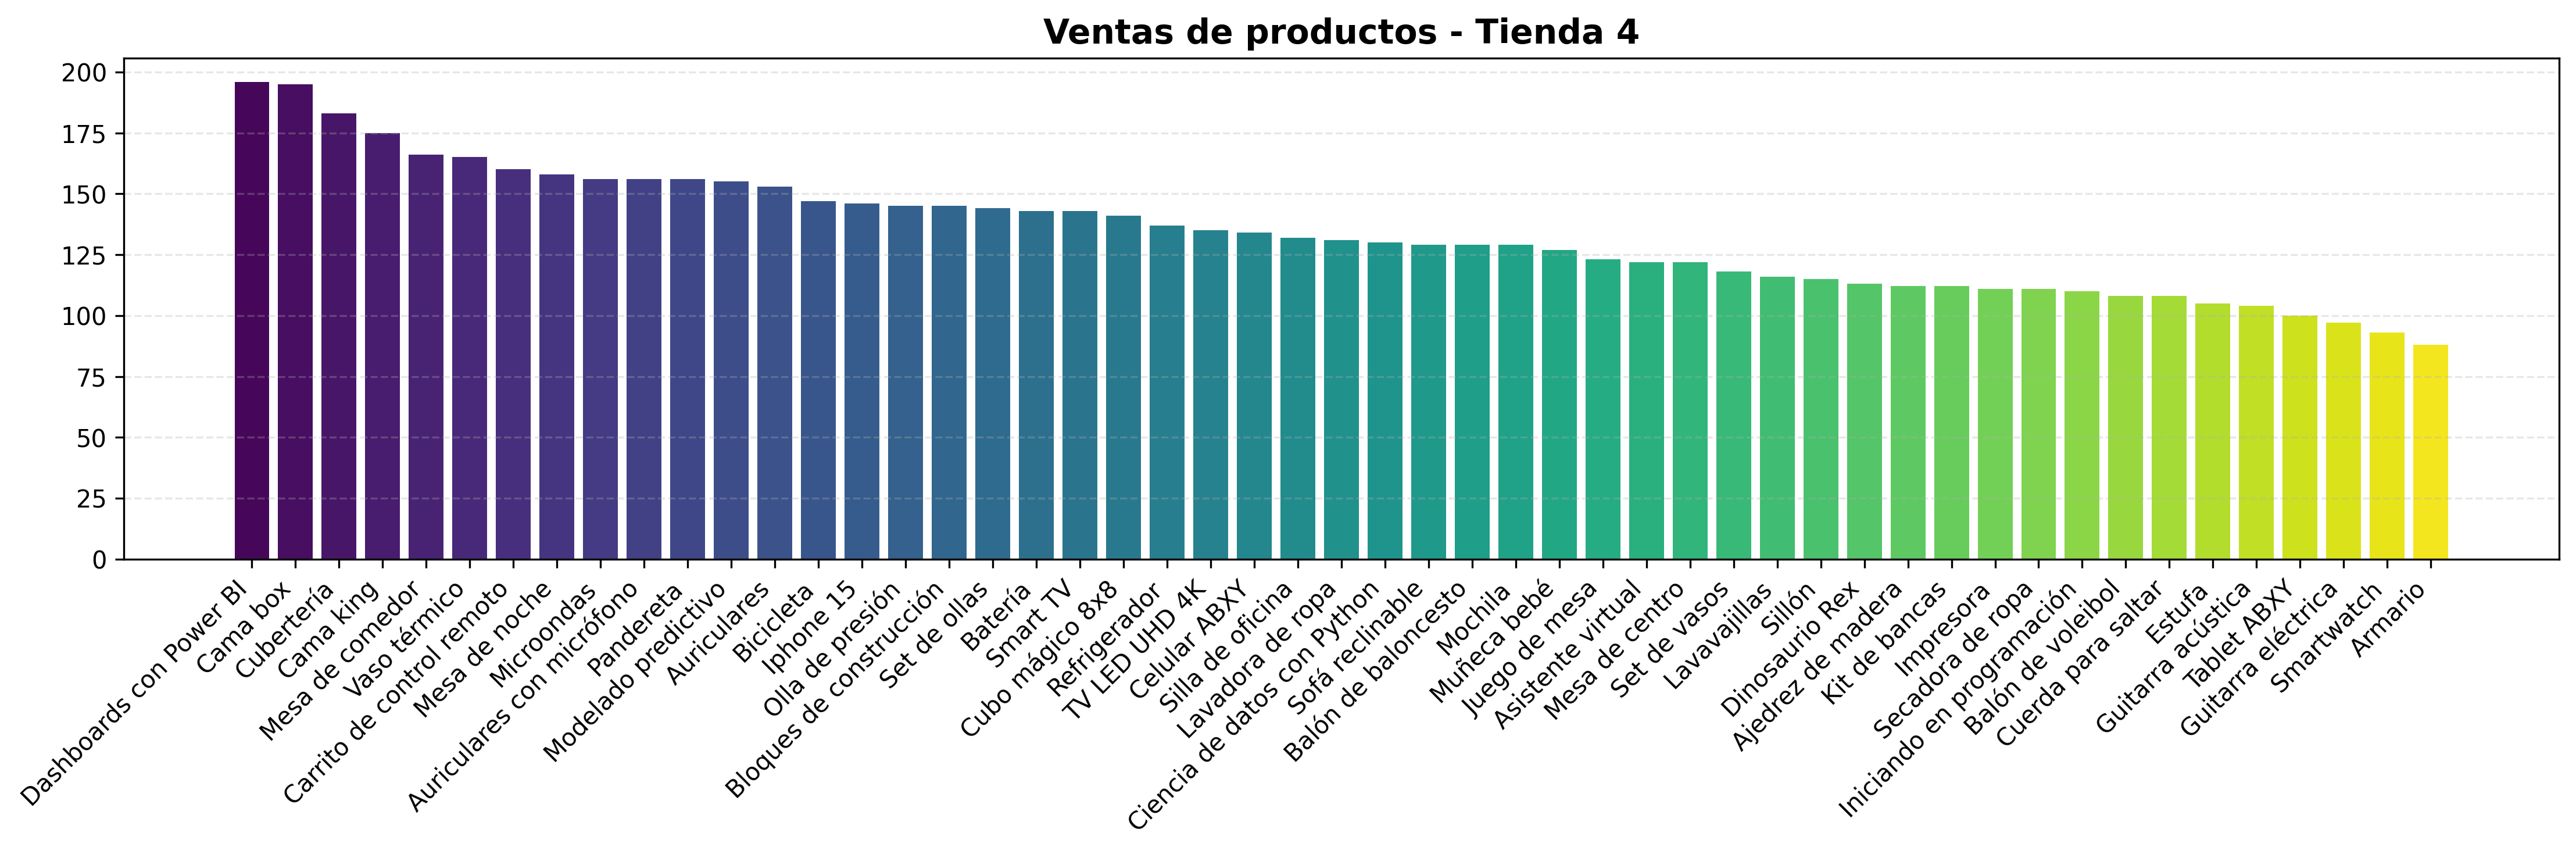 Ventas de productos - Tienda 4
200
175
150
125
100
75
50
25
0
Dashboards con Power BI
Cama box
Cubertería
Cama king
Mesa de comedor
Vaso térmico
Carrito de control remoto
Mesa de noche
Microondas
Auriculares con micrófono
Pandereta
Modelado predictivo
Auriculares
Bicicleta
Iphone 15
Olla de presión
Bloques de construcción
Set de ollas
Batería
Smart TV
Cubo mágico 8x8
Refrigerador
TV LED UHD 4K
Celular ABXY
Silla de oficina
Lavadora de ropa
Ciencia de datos con Python
Sofá reclinable
Balón de baloncesto
Mochila
Muñeca bebé
Juego de mesa
Asistente virtual
Mesa de centro
Set de vasos
Lavavajillas
Sillón
Dinosaurio Rex
Ajedrez de madera
Kit de bancas
Impresora
Secadora de ropa
Iniciando en programación
Balón de voleibol
Cuerda para saltar
Estufa
Guitarra acústica
Tablet ABXY
Guitarra eléctrica
Smartwatch
Armario